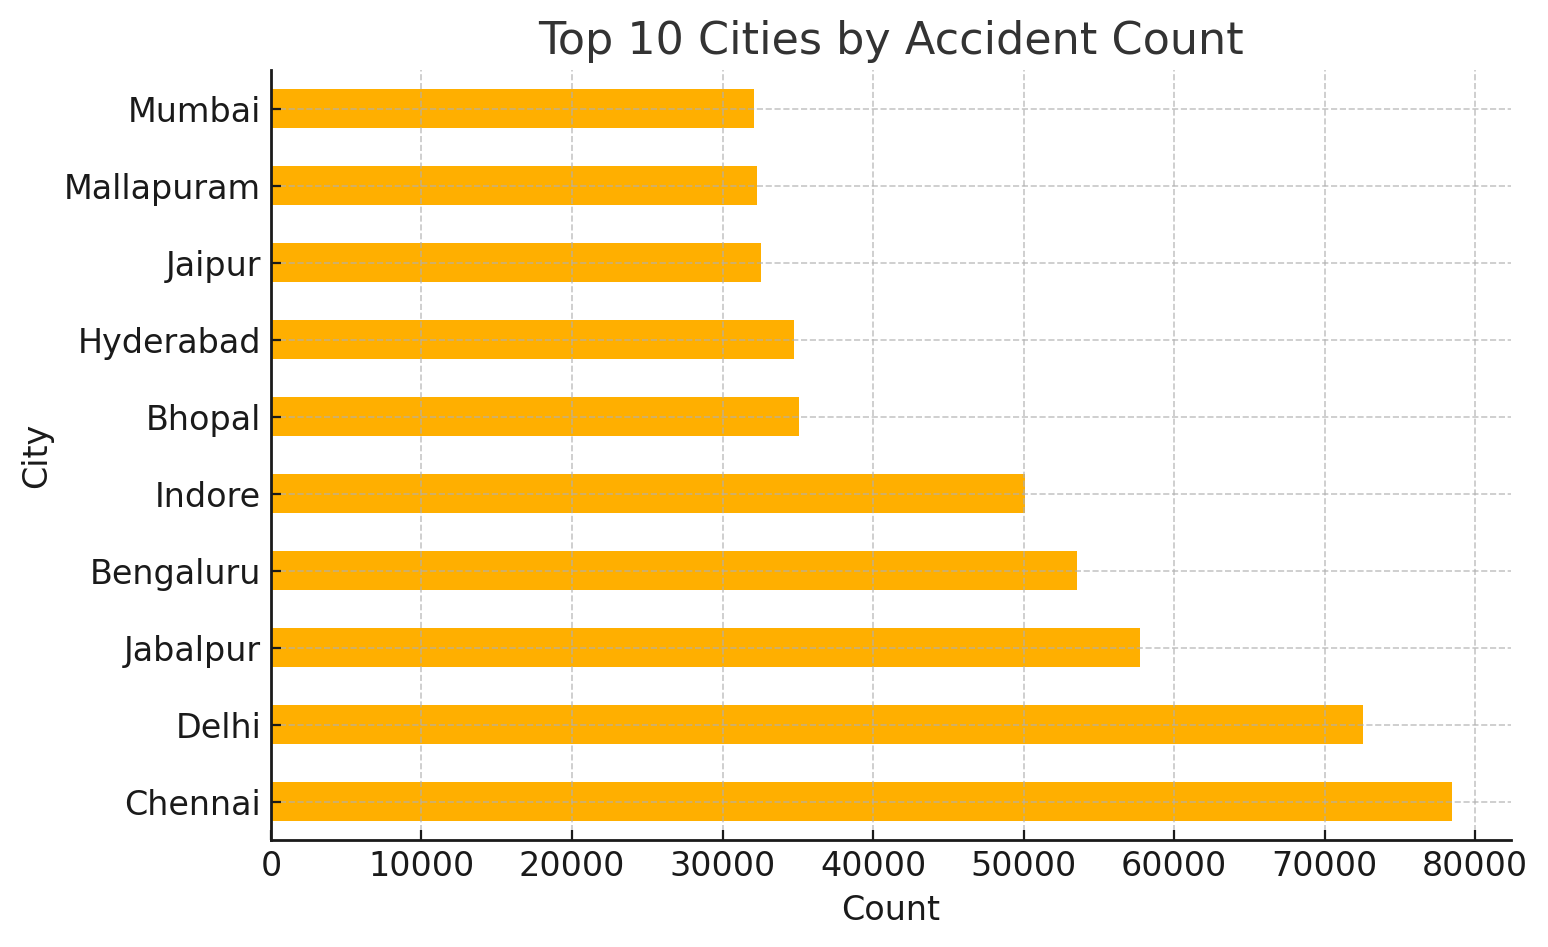 Top 10 Cities by Accident Count
Mumbai
Mallapuram
Jaipur
Hyderabad
Bhopal
Indore
Bengaluru
Jabalpur
Delhi
Chennai
City
0 10000 20000 30000 40000 50000 60000 70000 80000
Count